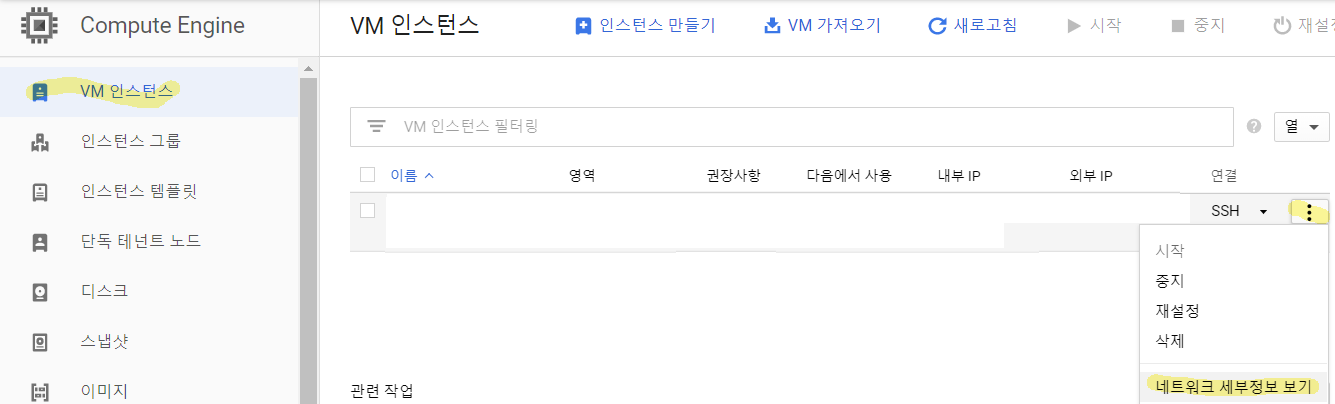 Compute Engine
VM 인스턴스 인스턴스 만들기 VM 가져오기 새로고침 시작 중지
VM 인스턴스
인스턴스 그룹
인스턴스 템플릿
단독 테넌트 노드
디스크
스냅샷
이미지
VM 인스턴스 필터링 열
이름 영역 권장사항 다음에서 사용 내부 IP 외부 IP 연결
SSH
시작
중지
재설정
삭제
네트워크 세부정보 보기
관련 작업